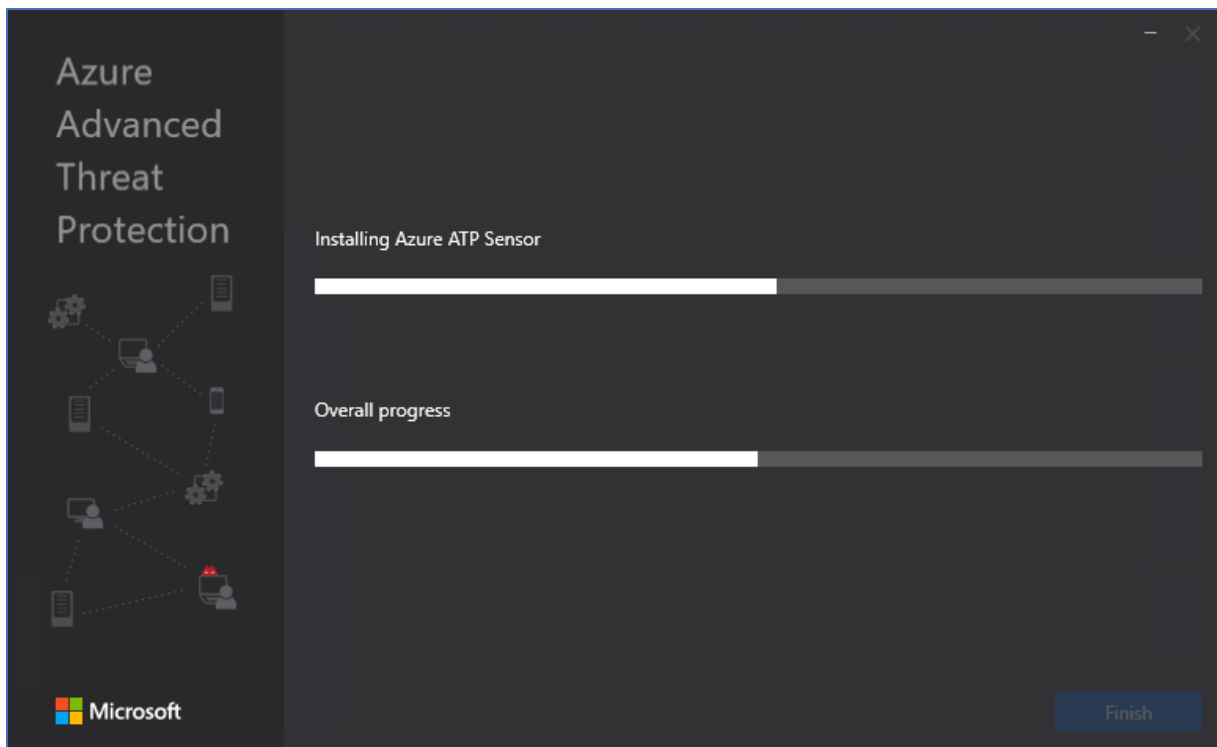 Azure
Advanced
Threat
Protection
Installing Azure ATP Sensor
Overall progress
Microsoft
Finish